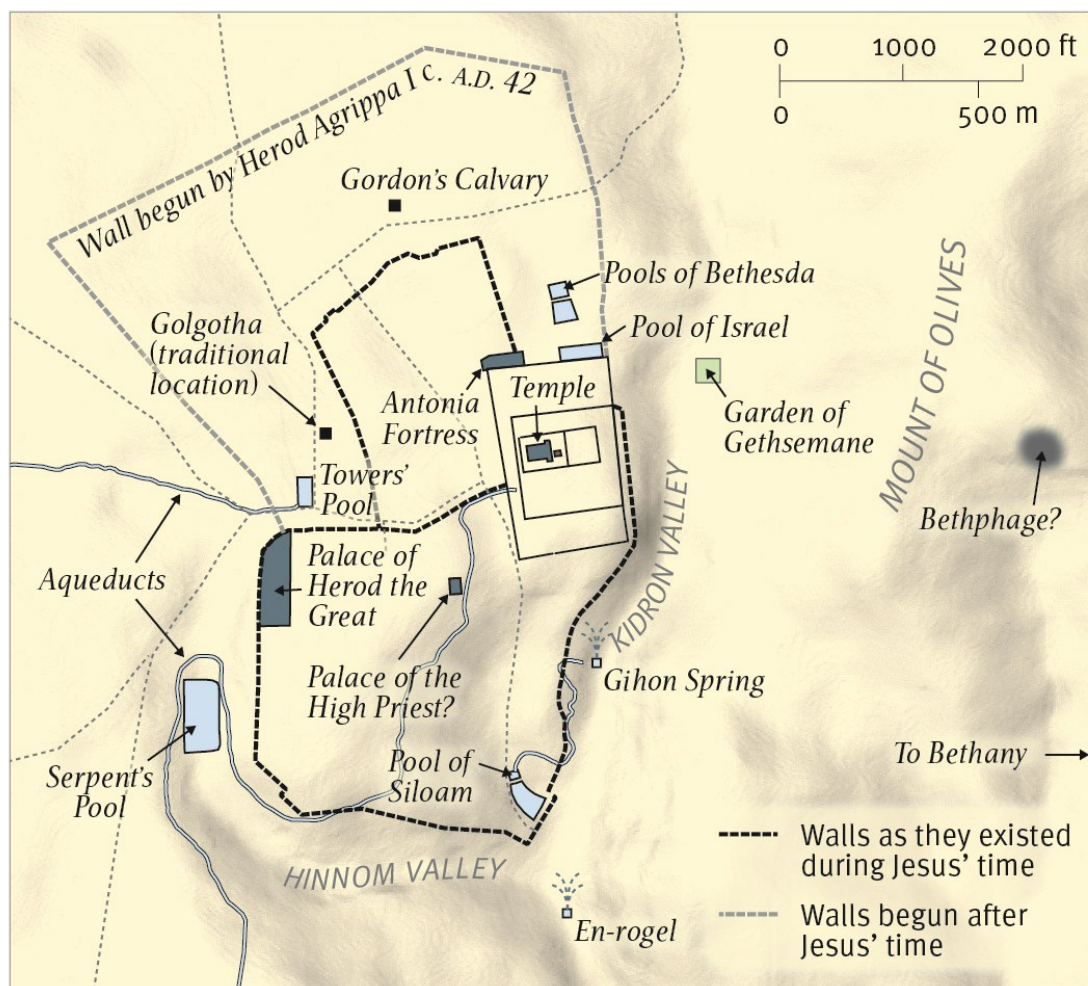 0 1000 2000 ft
0 500 m
Wall begun by Herod Agrippa I c. A.D. 42
Gordon's Calvary
Pools of Bethesda
Golgotha
(traditional
location)
Pool of Israel
Antonia
Fortress
Temple
Garden of
Gethsemane
MOUNT OF OLIVES
Towers'
Pool
Bethphage?
KIDRON VALLEY
Aqueducts
Palace of
Herod the
Great
Palace of the
High Priest?
Gihon Spring
Serpent's
Pool
Pool of
Siloam
To Bethany
HINNOM VALLEY
En-rogel
Walls as they existed
during Jesus' time
Walls begun after
Jesus' time